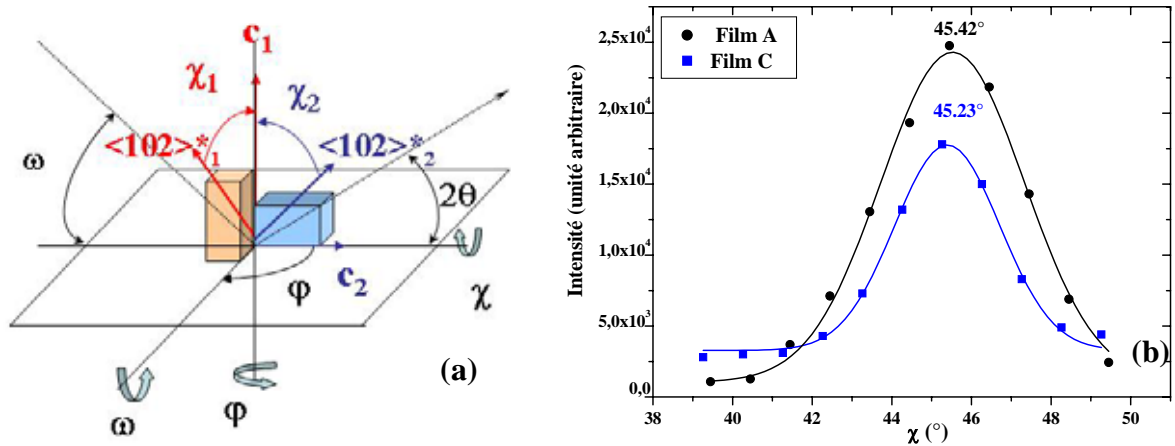 c₁
χ₁
χ₂
<102>*₁
<102>*₂
ω
2θ
c₂
φ
χ
ω
φ
(a)
Film A
Film C
45.42°
45.23°
Intensité (unité arbitraire)
2,5x10⁴
2,0x10⁴
1,5x10⁴
1,0x10⁴
5,0x10³
0,0
38 40 42 44 46 48 50
χ (°)
(b)